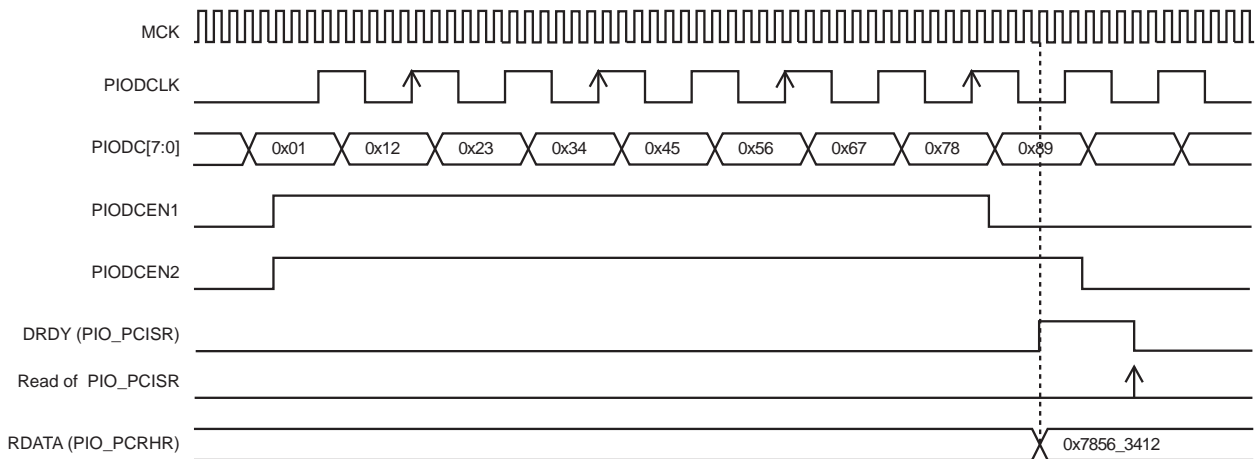 MCK
PIODCLK
PIODC[7:0] 0x01 0x12 0x23 0x34 0x45 0x56 0x67 0x78 0x89
PIODCEN1
PIODCEN2
DRDY (PIO_PCISR)
Read of PIO_PCISR
RDATA (PIO_PCRHR) 0x7856_3412